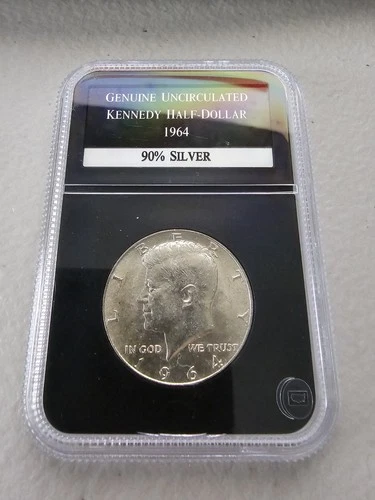 GENUINE UNCIRCULATED
KENNEDY HALF-DOLLAR
1964
90% SILVER
LIBERTY
IN GOD WE TRUST
1964